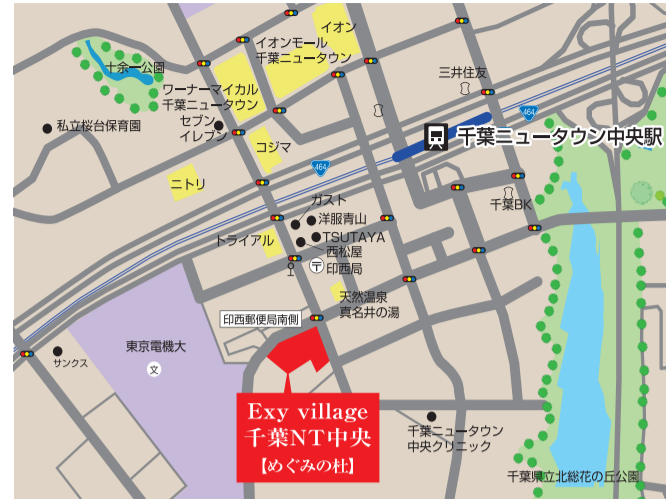 イオン
イオンモール
千葉ニュータウン
十余一公園
三井住友
ワーナーマイカル
千葉ニュータウン
セブン
イレブン
私立桜台保育園
464
千葉ニュータウン中央駅
コジマ
464
ニトリ
ガスト
千葉BK
洋服青山
トライアル
TSUTAYA
西松屋
〒
印西局
天然温泉
真名井の湯
印西郵便局南側
東京電機大
サンクス
文
Exy village
千葉NT中央
【めぐみの杜】
千葉ニュータウン
中央クリニック
千葉県立北総花の丘公園